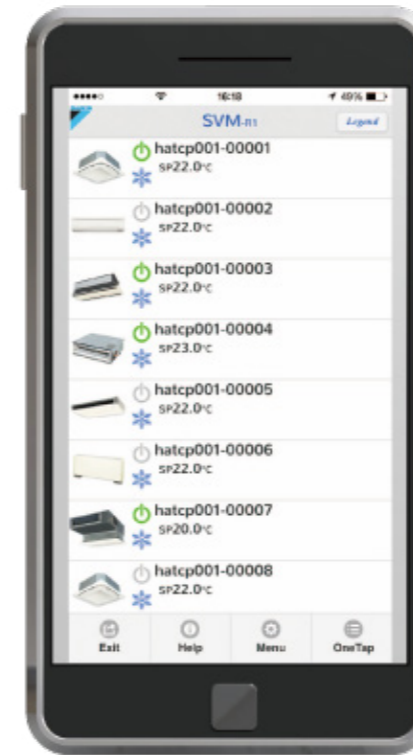 16:18 49%
SVM-R1 Legend
hatcp001-00001
SP22.0°C
hatcp001-00002
SP22.0°C
hatcp001-00003
SP22.0°C
hatcp001-00004
SP23.0°C
hatcp001-00005
SP22.0°C
hatcp001-00006
SP22.0°C
hatcp001-00007
SP20.0°C
hatcp001-00008
SP22.0°C
Exit Help Menu OneTap